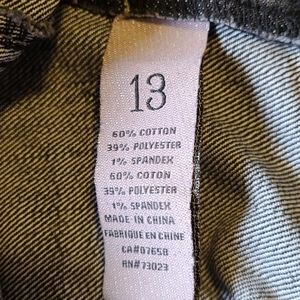 13
60% COTTON
39% POLYESTER
1% SPANDEX
60% COTON
39% POLYESTER
1% SPANDEX
MADE IN CHINA
FABRIQUE EN CHINE
CA#07658
RN#73023